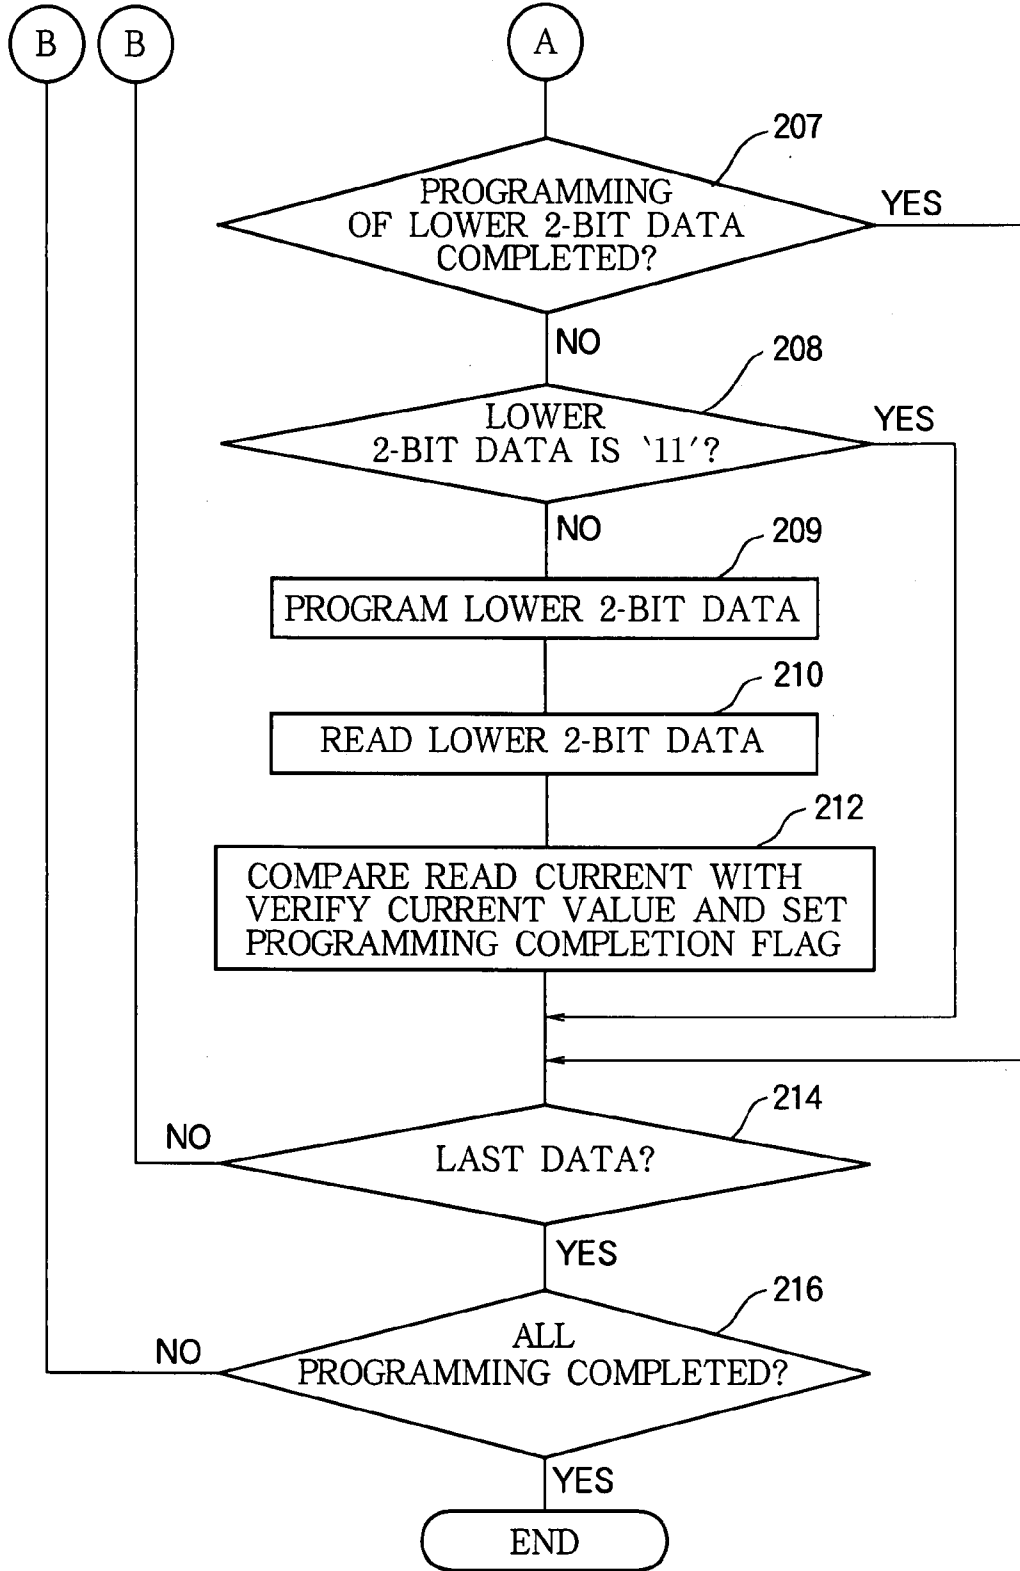 B
B
A
207
PROGRAMMING
OF LOWER 2-BIT DATA
COMPLETED?
YES
NO
208
LOWER
2-BIT DATA IS ‵11′?
YES
NO
209
PROGRAM LOWER 2-BIT DATA
210
READ LOWER 2-BIT DATA
212
COMPARE READ CURRENT WITH
VERIFY CURRENT VALUE AND SET
PROGRAMMING COMPLETION FLAG
214
NO
LAST DATA?
YES
216
NO
ALL
PROGRAMMING COMPLETED?
YES
END